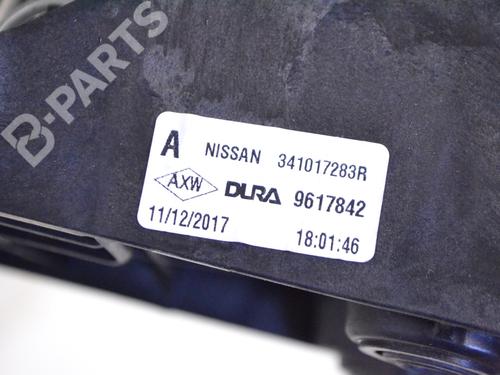 B-PARTS
A NISSAN 341017283R
AXW DURA 9617842
11/12/2017 18:01:46